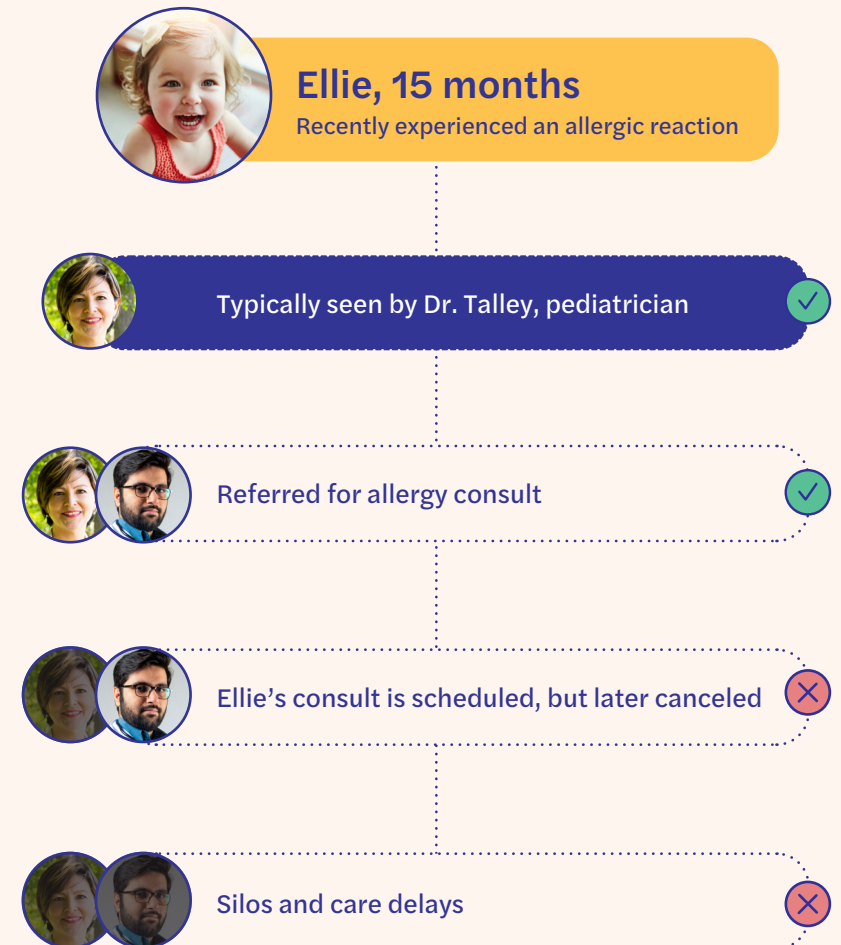 Ellie, 15 months
Recently experienced an allergic reaction
Typically seen by Dr. Talley, pediatrician
Referred for allergy consult
Ellie’s consult is scheduled, but later canceled
Silos and care delays